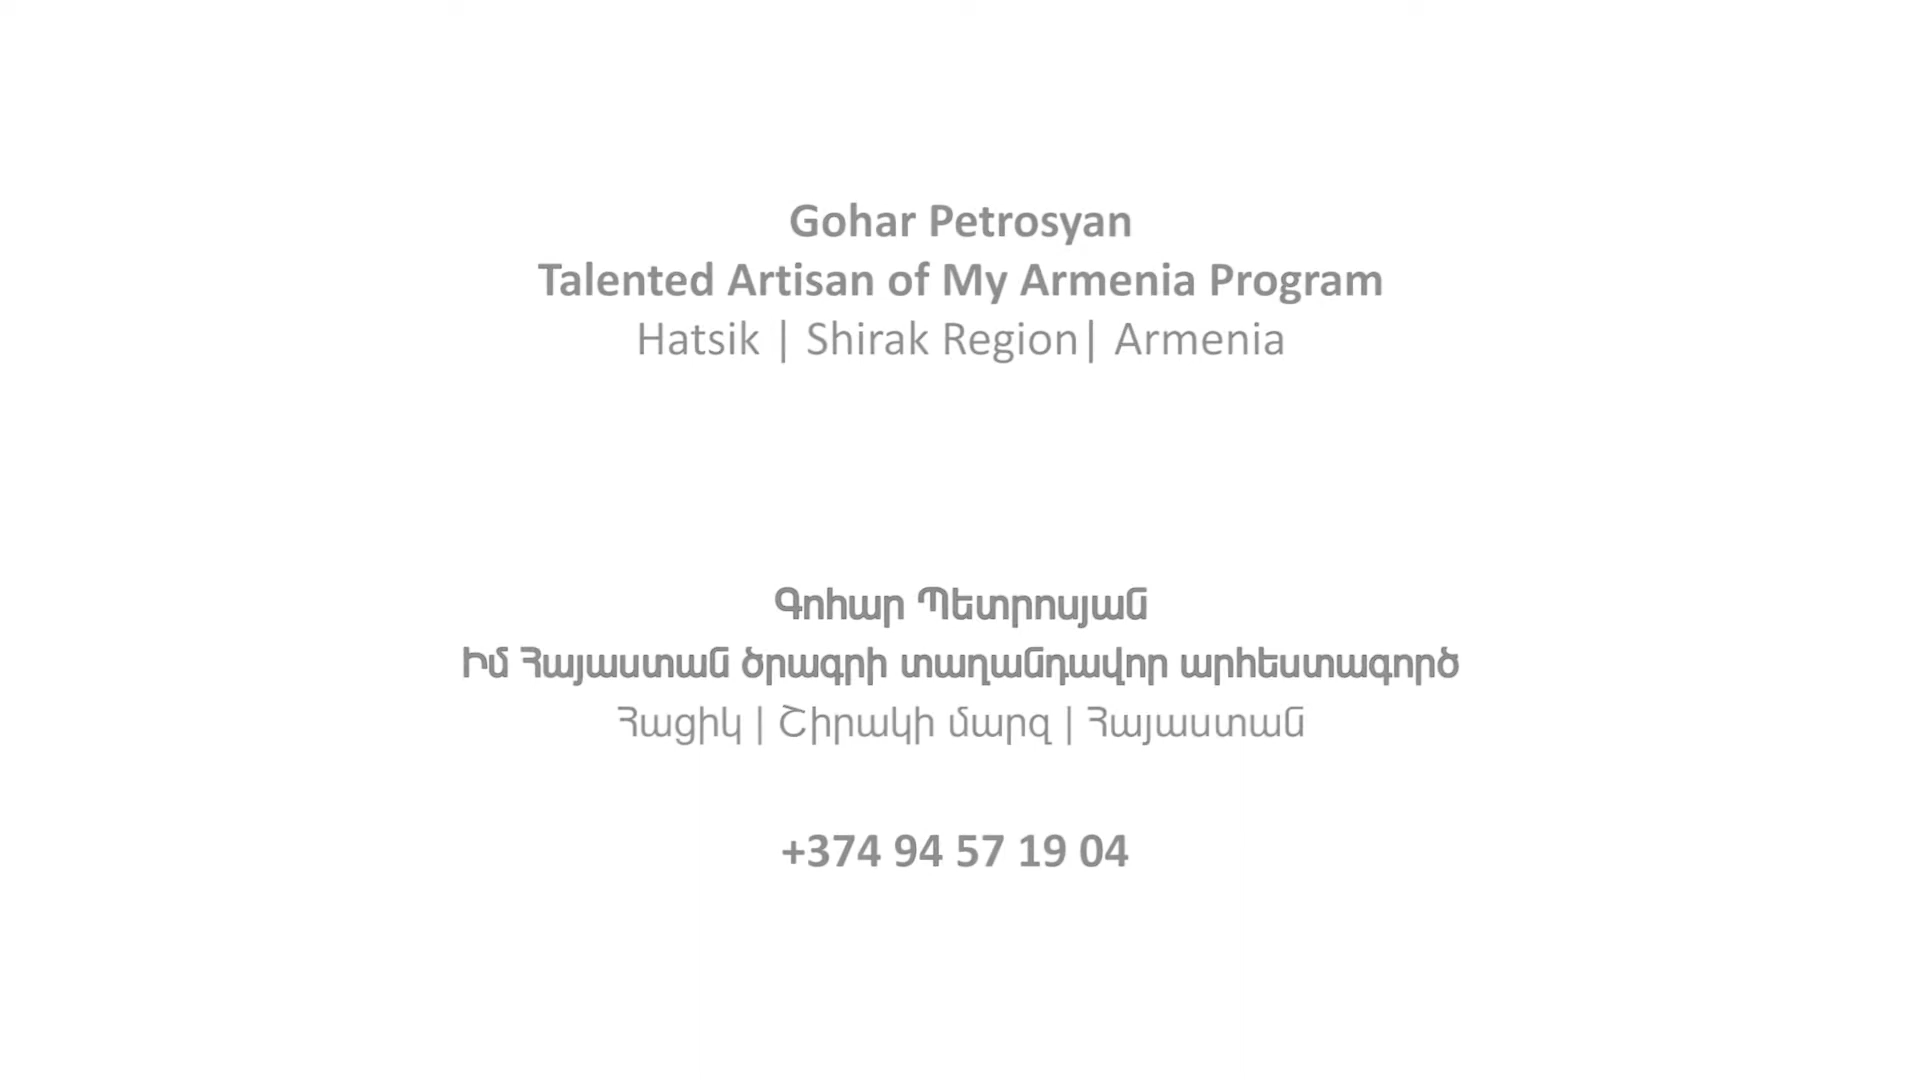 Gohar Petrosyan
Talented Artisan of My Armenia Program
Hatsik | Shirak Region| Armenia
Գոհար Պետրոսյան
Իմ Հայաստան ծրագրի տաղանդավոր արհեստագործ
Հացիկ | Շիրակի մարզ | Հայաստան
+374 94 57 19 04